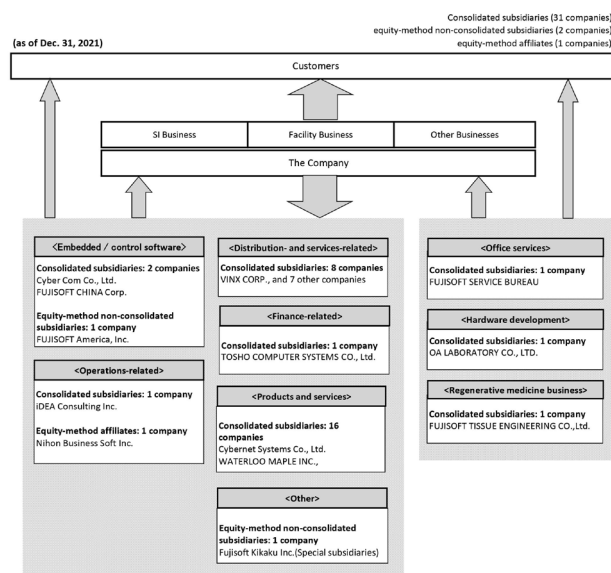 Consolidated subsidiaries (31 companies)
equity-method non-consolidated subsidiaries (2 companies)
(as of Dec. 31, 2021)
equity-method affiliates (1 companies)
Customers
SI Business
Facility Business
Other Businesses
The Company
<Embedded / control software>
Consolidated subsidiaries: 2 companies
Cyber Com Co., Ltd.
FUJISOFT CHINA Corp.
Equity-method non-consolidated
subsidiaries: 1 company
FUJISOFT America, Inc.
<Operations-related>
Consolidated subsidiaries: 1 company
iDEA Consulting Inc.
Equity-method affiliates: 1 company
Nihon Business Soft Inc.
<Distribution- and services-related>
Consolidated subsidiaries: 8 companies
VINX CORP., and 7 other companies
<Finance-related>
Consolidated subsidiaries: 1 company
TOSHO COMPUTER SYSTEMS CO., Ltd.
<Products and services>
Consolidated subsidiaries: 16
companies
Cybernet Systems Co., Ltd.
WATERLOO MAPLE INC.,
<Other>
Equity-method non-consolidated
subsidiaries: 1 company
Fujisoft Kikaku Inc.(Special subsidiaries)
<Office services>
Consolidated subsidiaries: 1 company
FUJISOFT SERVICE BUREAU
<Hardware development>
Consolidated subsidiaries: 1 company
OA LABORATORY CO., LTD.
<Regenerative medicine business>
Consolidated subsidiaries: 1 company
FUJISOFT TISSUE ENGINEERING CO.,Ltd.